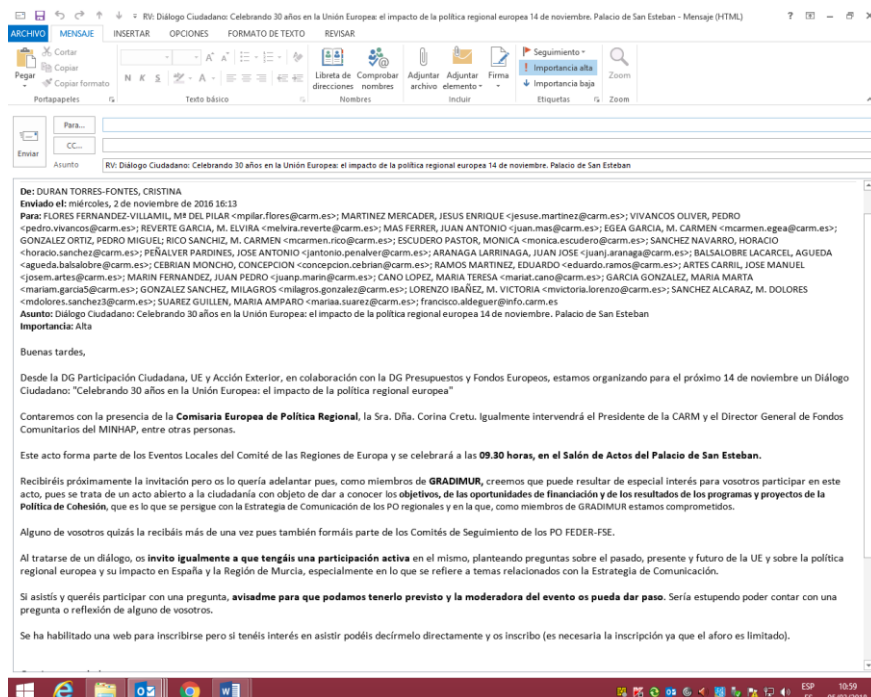 RV: Diálogo Ciudadano: Celebrando 30 años en la Unión Europea: el impacto de la política regional europea 14 de noviembre. Palacio de San Esteban - Mensaje (HTML)
ARCHIVO MENSAJE INSERTAR OPCIONES FORMATO DE TEXTO REVISAR
Pegar
Cortar
Copiar
Copiar formato
Portapapeles
N K S
Texto básico
Libreta de direcciones
Comprobar nombres
Nombres
Adjuntar archivo
Adjuntar elemento
Firma
Incluir
Seguimiento
Importancia alta
Importancia baja
Etiquetas
Zoom
Zoom
Enviar
Para...
CC...
Asunto RV: Diálogo Ciudadano: Celebrando 30 años en la Unión Europea: el impacto de la política regional europea 14 de noviembre. Palacio de San Esteban
De: DURAN TORRES-FONTES, CRISTINA
Enviado el: miércoles, 2 de noviembre de 2016 16:13
Para: FLORES FERNANDEZ-VILLAMIL, Mª DEL PILAR <mpilar.flores@carm.es>; MARTINEZ MERCADER, JESUS ENRIQUE <jesuse.martinez@carm.es>; VIVANCOS OLIVER, PEDRO
<pedro.vivancos@carm.es>; REVERTE GARCIA, M. ELVIRA <melvira.reverte@carm.es>; MAS FERRER, JUAN ANTONIO <juan.mas@carm.es>; EGEA GARCIA, M. CARMEN <mcarmen.egea@carm.es>;
GONZALEZ ORTIZ, PEDRO MIGUEL; RICO SANCHIZ, M. CARMEN <mcarmen.rico@carm.es>; ESCUDERO PASTOR, MONICA <monica.escudero@carm.es>; SANCHEZ NAVARRO, HORACIO
<horacio.sanchez@carm.es>; PEÑALVER PARDINES, JOSE ANTONIO <jantonio.penalver@carm.es>; ARANAGA LARRINAGA, JUAN JOSE <juanj.aranaga@carm.es>; BALSALOBRE LACARCEL, AGUEDA
<agueda.balsalobre@carm.es>; CEBRIAN MONCHO, CONCEPCION <concepcion.cebrian@carm.es>; RAMOS MARTINEZ, EDUARDO <eduardo.ramos@carm.es>; ARTES CARRIL, JOSE MANUEL
<josem.artes@carm.es>; MARIN FERNANDEZ, JUAN PEDRO <juanp.marin@carm.es>; CANO LOPEZ, MARIA TERESA <mariat.cano@carm.es>; GARCIA GONZALEZ, MARIA MARTA
<mariam.garcia5@carm.es>; GONZALEZ SANCHEZ, MILAGROS <milagros.gonzalez@carm.es>; LORENZO IBAÑEZ, M. VICTORIA <mvictoria.lorenzo@carm.es>; SANCHEZ ALCARAZ, M. DOLORES
<mdolores.sanchez3@carm.es>; SUAREZ GUILLEN, MARIA AMPARO <mariaa.suarez@carm.es>; francisco.aldeguer@info.carm.es
Asunto: Diálogo Ciudadano: Celebrando 30 años en la Unión Europea: el impacto de la política regional europea 14 de noviembre. Palacio de San Esteban
Importancia: Alta
Buenas tardes,
Desde la DG Participación Ciudadana, UE y Acción Exterior, en colaboración con la DG Presupuestos y Fondos Europeos, estamos organizando para el próximo 14 de noviembre un Diálogo
Ciudadano: "Celebrando 30 años en la Unión Europea: el impacto de la política regional europea"
Contaremos con la presencia de la Comisaria Europea de Política Regional, la Sra. Dña. Corina Cretu. Igualmente intervendrá el Presidente de la CARM y el Director General de Fondos
Comunitarios del MINHAP, entre otras personas.
Este acto forma parte de los Eventos Locales del Comité de las Regiones de Europa y se celebrará a las 09.30 horas, en el Salón de Actos del Palacio de San Esteban.
Recibiréis próximamente la invitación pero os lo quería adelantar pues, como miembros de GRADIMUR, creemos que puede resultar de especial interés para vosotros participar en este
acto, pues se trata de un acto abierto a la ciudadanía con objeto de dar a conocer los objetivos, de las oportunidades de financiación y de los resultados de los programas y proyectos de la
Política de Cohesión, que es lo que se persigue con la Estrategia de Comunicación de los PO regionales y en la que, como miembros de GRADIMUR estamos comprometidos.
Alguno de vosotros quizás la recibáis más de una vez pues también formáis parte de los Comités de Seguimiento de los PO FEDER-FSE.
Al tratarse de un diálogo, os invito igualmente a que tengáis una participación activa en el mismo, planteando preguntas sobre el pasado, presente y futuro de la UE y sobre la política
regional europea y su impacto en España y la Región de Murcia, especialmente en lo que se refiere a temas relacionados con la Estrategia de Comunicación.
Si asistís y queréis participar con una pregunta, avisadme para que podamos tenerlo previsto y la moderadora del evento os pueda dar paso. Sería estupendo poder contar con una
pregunta o reflexión de alguno de vosotros.
Se ha habilitado una web para inscribirse pero si tenéis interés en asistir podéis decírmelo directamente y os inscribo (es necesaria la inscripción ya que el aforo es limitado).
ESP
ES
10:59